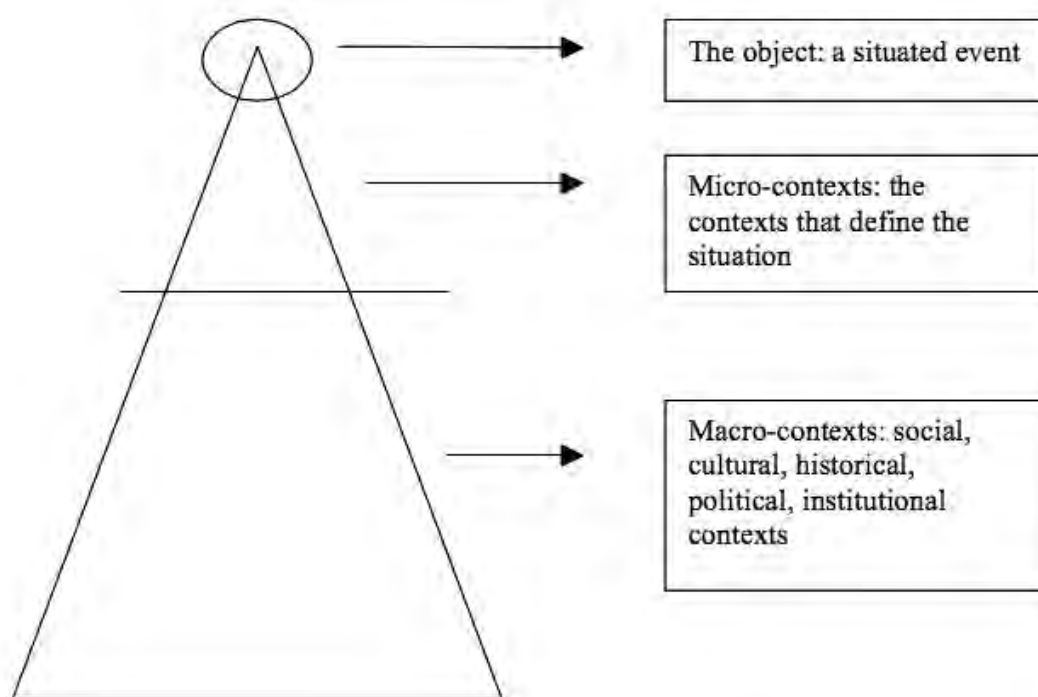 The object: a situated event
Micro-contexts: the
contexts that define the
situation
Macro-contexts: social,
cultural, historical,
political, institutional
contexts